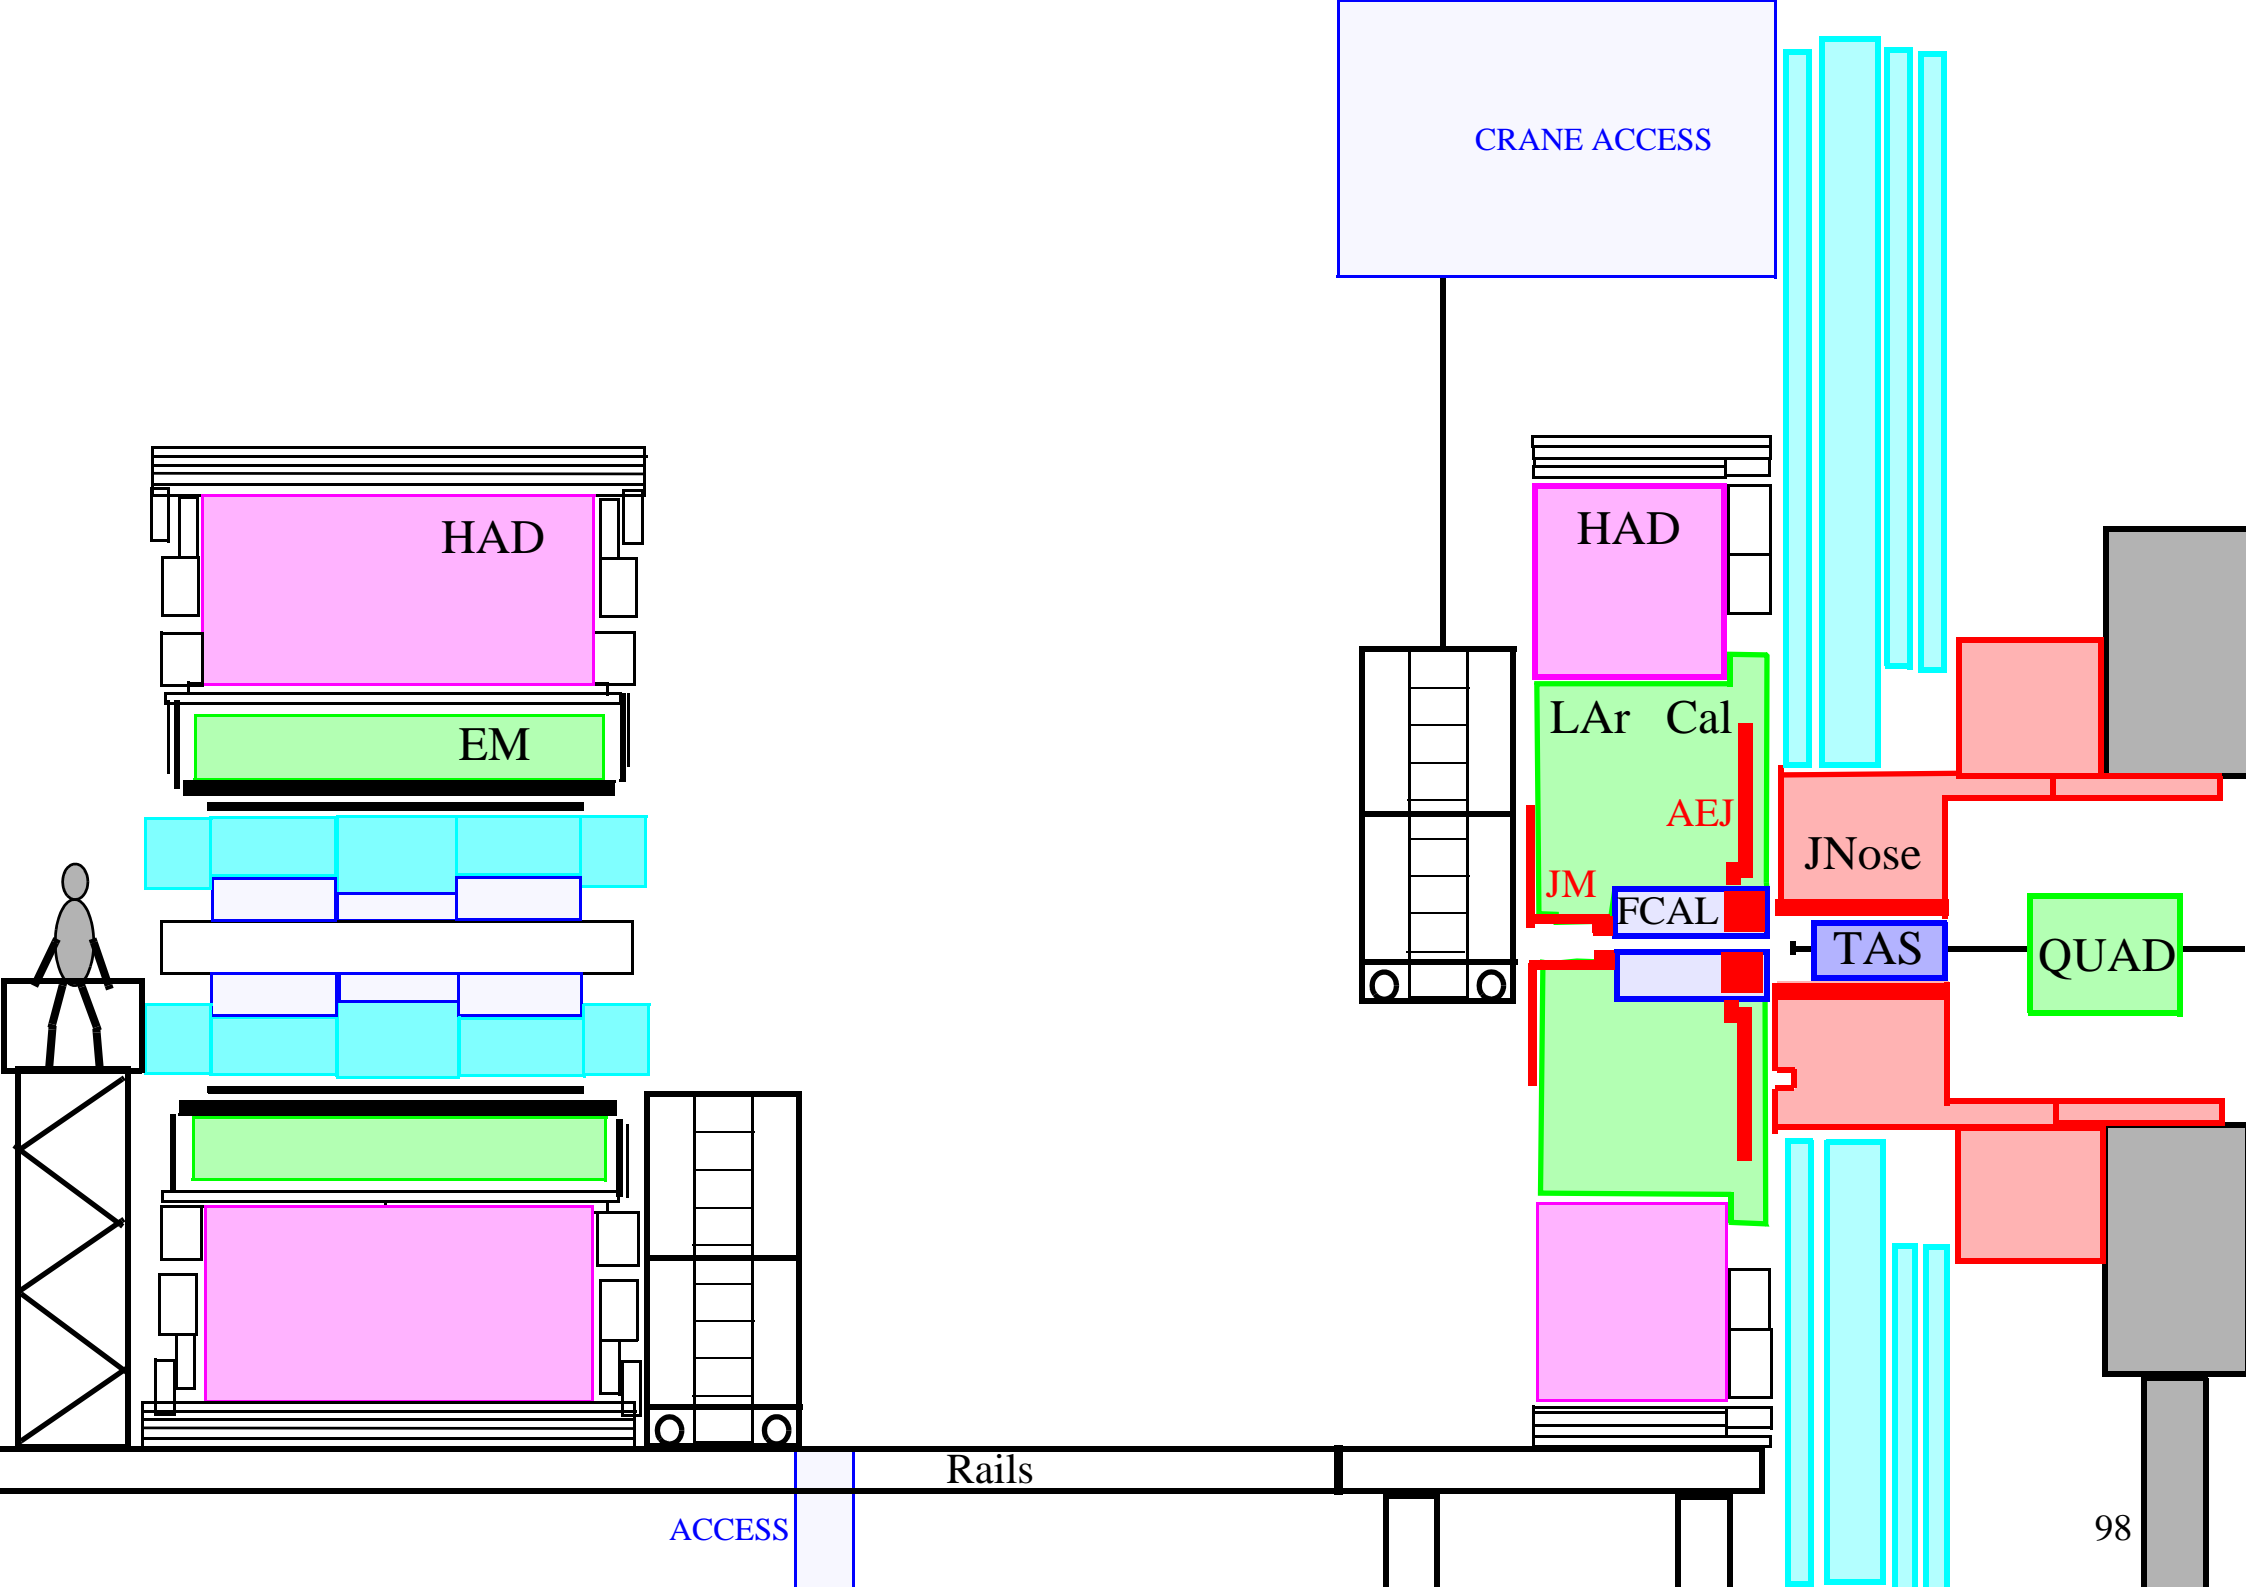 CRANE ACCESS
HAD
HAD
EM
LAr Cal
AEJ
JM
JNose
FCAL
TAS
QUAD
Rails
ACCESS
98